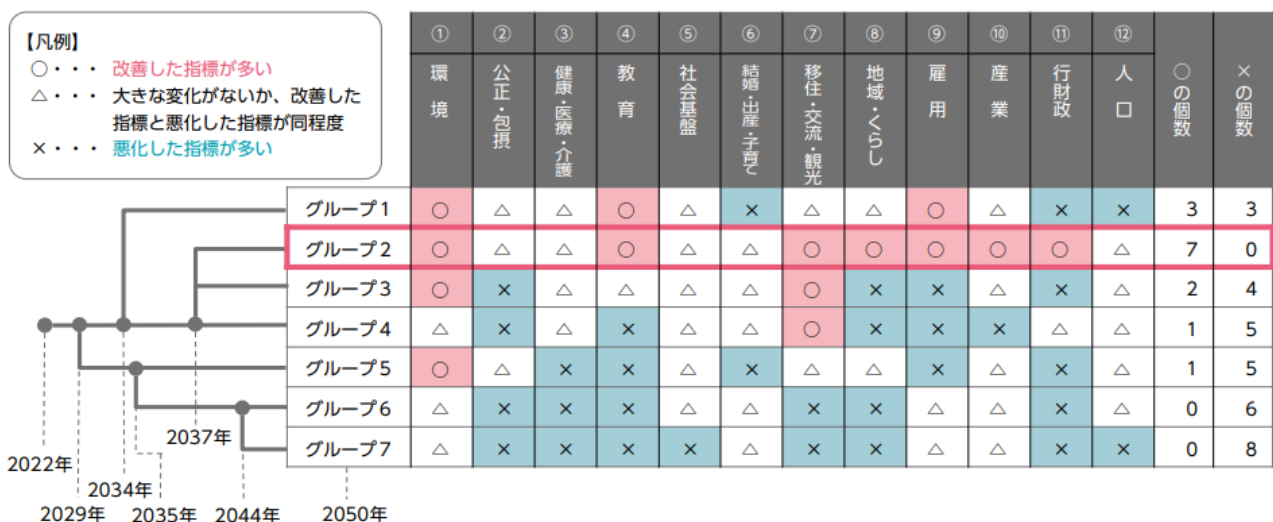 【凡例】
○・・・ 改善した指標が多い
△・・・ 大きな変化がないか、改善した
指標と悪化した指標が同程度
×・・・ 悪化した指標が多い
① ② ③ ④ ⑤ ⑥ ⑦ ⑧ ⑨ ⑩ ⑪ ⑫
環境 公正・包摂 健康・医療・介護 教育 社会基盤 結婚・出産・子育て 移住・交流・観光 地域・くらし 雇用 産業 行財政 人口 ○の個数 ×の個数
グループ1 ○ △ △ ○ △ × △ △ ○ △ × × 3 3
グループ2 ○ △ △ ○ △ △ ○ ○ ○ ○ ○ △ 7 0
グループ3 ○ × △ △ △ △ ○ × × △ × △ 2 4
グループ4 △ × △ × △ △ ○ × × × △ △ 1 5
グループ5 ○ △ × × △ × △ △ × △ × △ 1 5
グループ6 △ × × × △ △ × × △ △ × △ 0 6
グループ7 △ × × × × △ × × △ △ × × 0 8
2037年
2022年
2034年
2029年 2035年 2044年 2050年